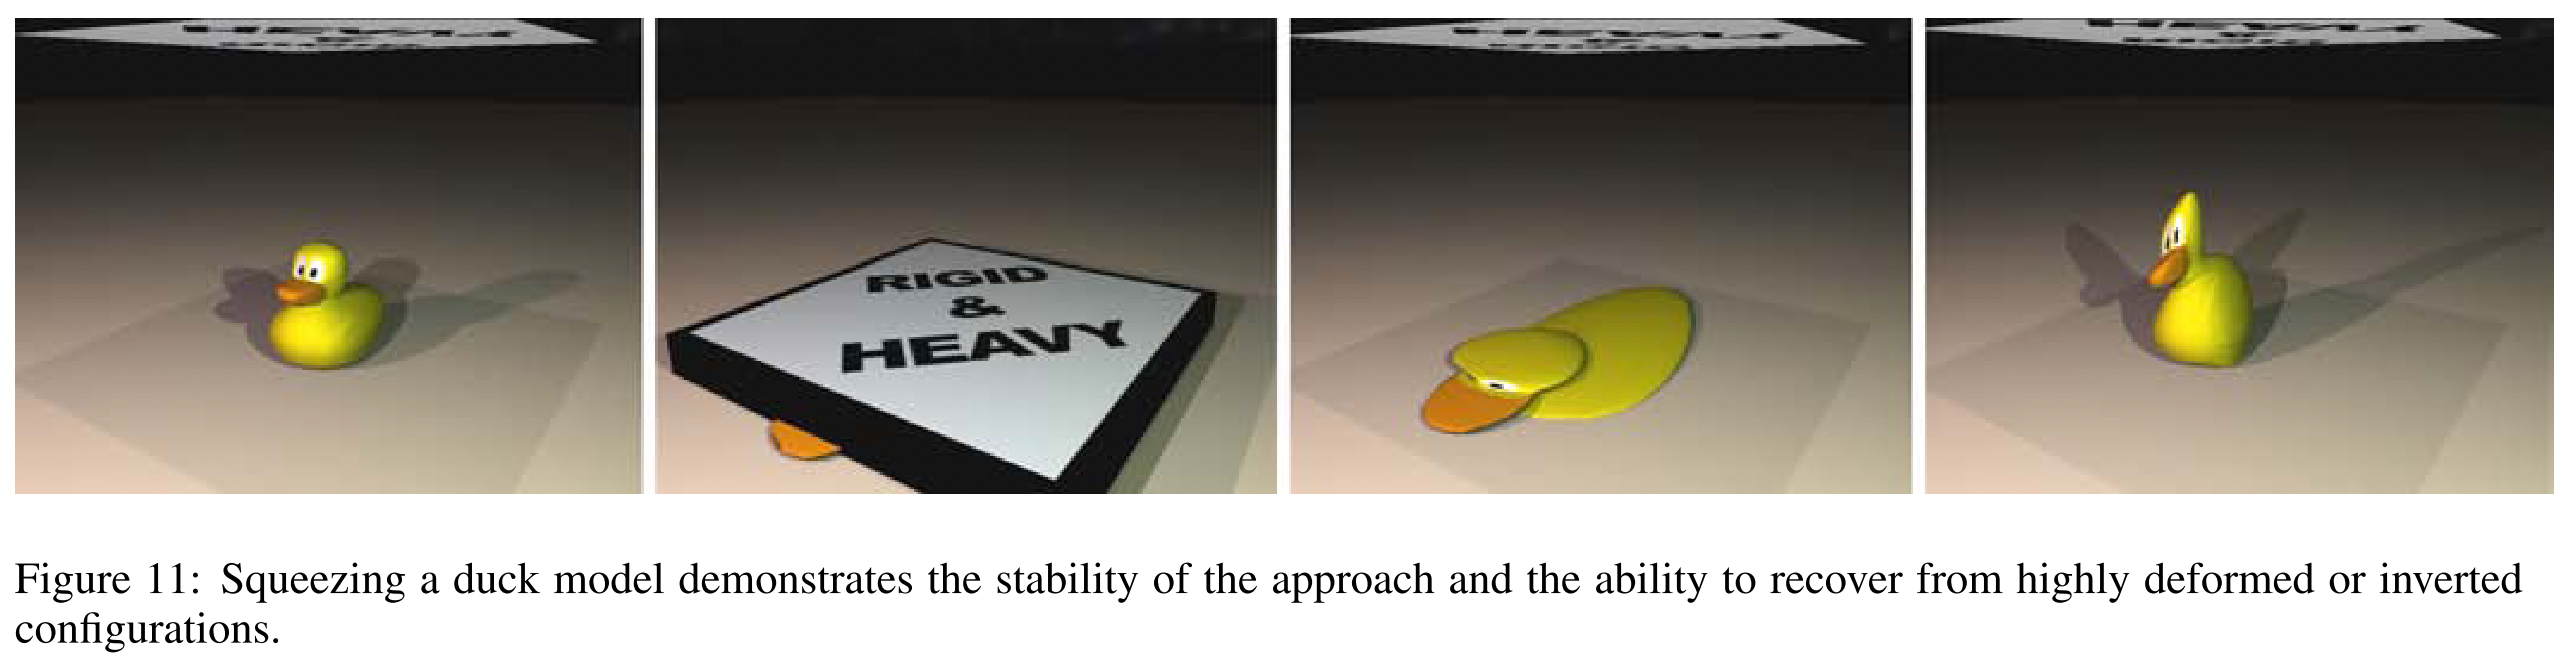 RIGID
&
HEAVY
Figure 11: Squeezing a duck model demonstrates the stability of the approach and the ability to recover from highly deformed or inverted
configurations.